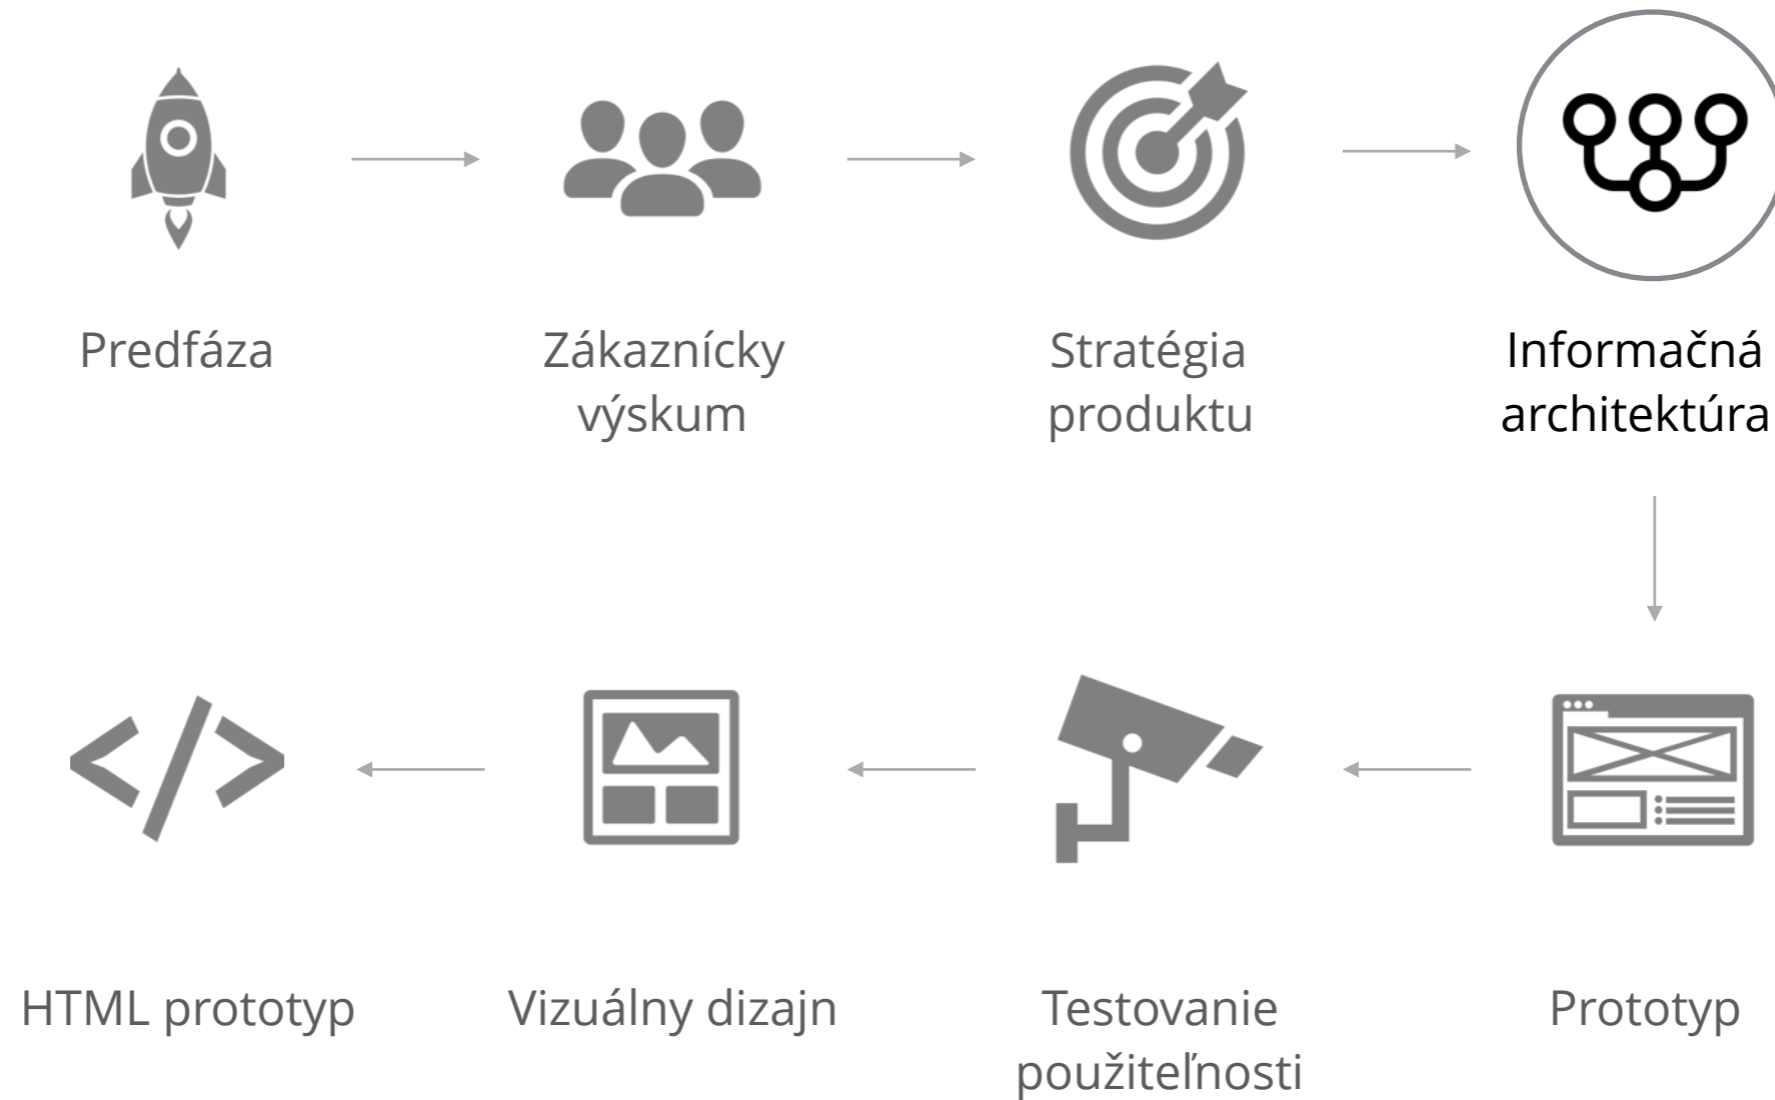 Predfáza
Zákaznícky
výskum
Stratégia
produktu
Informačná
architektúra
HTML prototyp
Vizuálny dizajn
Testovanie
použiteľnosti
Prototyp